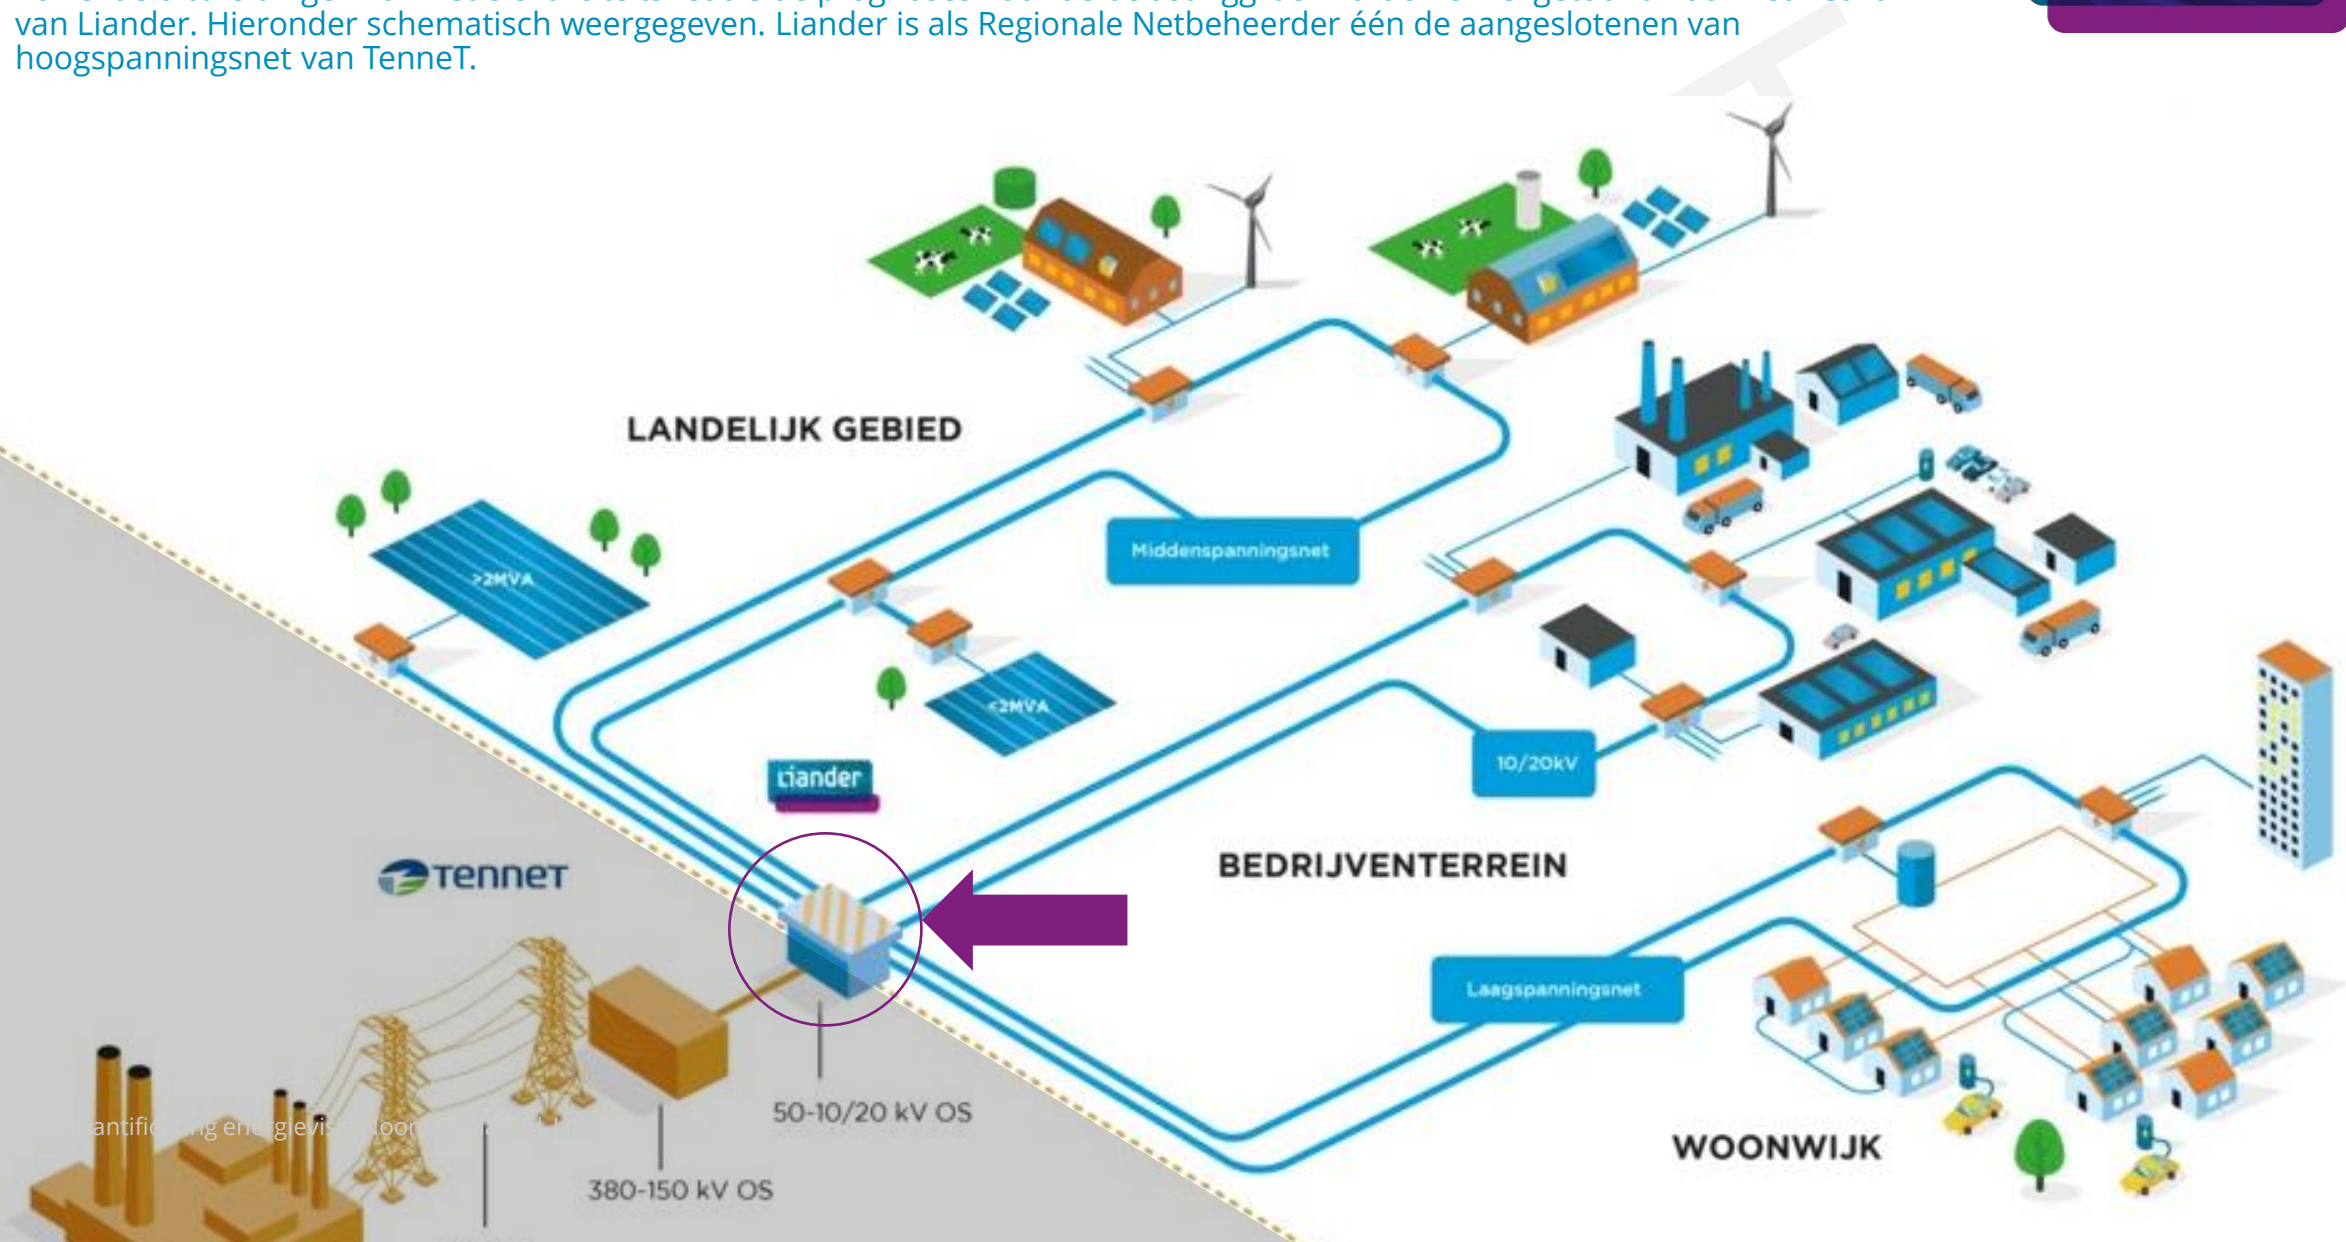 van Liander. Hieronder schematisch weergegeven. Liander is als Regionale Netbeheerder één de aangeslotenen van
hoogspanningsnet van TenneT.
LANDELIJK GEBIED
>2MVA
Middenspanningsnet
<2MVA
Liander
10/20kV
TENNET
BEDRIJVENTERREIN
Laagspanningsnet
50-10/20 kV OS
WOONWIJK
380-150 kV OS